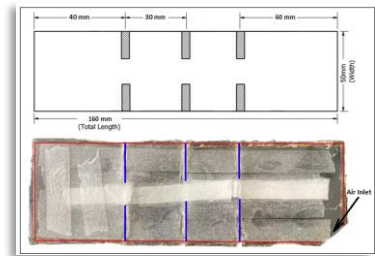 40 mm
30 mm
60 mm
50mm
(Width)
160 mm
(Total Length)
Air Inlet